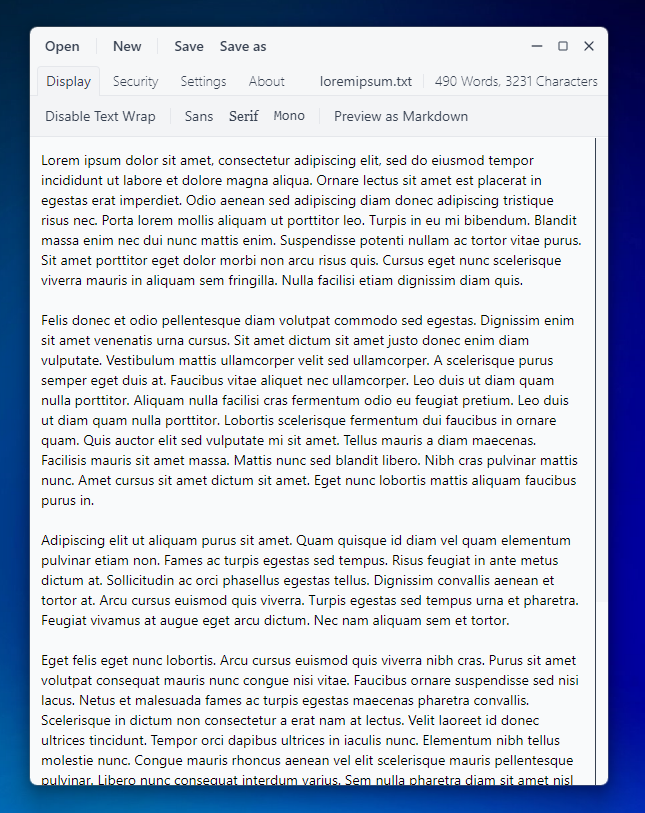 Open New Save Save as
Display Security Settings About loremipsum.txt 490 Words, 3231 Characters
Disable Text Wrap Sans Serif Mono Preview as Markdown
Lorem ipsum dolor sit amet, consectetur adipiscing elit, sed do eiusmod tempor
incididunt ut labore et dolore magna aliqua. Ornare lectus sit amet est placerat in
egestas erat imperdiet. Odio aenean sed adipiscing diam donec adipiscing tristique
risus nec. Porta lorem mollis aliquam ut porttitor leo. Turpis in eu mi bibendum. Blandit
massa enim nec dui nunc mattis enim. Suspendisse potenti nullam ac tortor vitae purus.
Sit amet porttitor eget dolor morbi non arcu risus quis. Cursus eget nunc scelerisque
viverra mauris in aliquam sem fringilla. Nulla facilisi etiam dignissim diam quis.
Felis donec et odio pellentesque diam volutpat commodo sed egestas. Dignissim enim
sit amet venenatis urna cursus. Sit amet dictum sit amet justo donec enim diam
vulputate. Vestibulum mattis ullamcorper velit sed ullamcorper. A scelerisque purus
semper eget duis at. Faucibus vitae aliquet nec ullamcorper. Leo duis ut diam quam
nulla porttitor. Aliquam nulla facilisi cras fermentum odio eu feugiat pretium. Leo duis
ut diam quam nulla porttitor. Lobortis scelerisque fermentum dui faucibus in ornare
quam. Quis auctor elit sed vulputate mi sit amet. Tellus mauris a diam maecenas.
Facilisis mauris sit amet massa. Mattis nunc sed blandit libero. Nibh cras pulvinar mattis
nunc. Amet cursus sit amet dictum sit amet. Eget nunc lobortis mattis aliquam faucibus
purus in.
Adipiscing elit ut aliquam purus sit amet. Quam quisque id diam vel quam elementum
pulvinar etiam non. Fames ac turpis egestas sed tempus. Risus feugiat in ante metus
dictum at. Sollicitudin ac orci phasellus egestas tellus. Dignissim convallis aenean et
tortor at. Arcu cursus euismod quis viverra. Turpis egestas sed tempus urna et pharetra.
Feugiat vivamus at augue eget arcu dictum. Nec nam aliquam sem et tortor.
Eget felis eget nunc lobortis. Arcu cursus euismod quis viverra nibh cras. Purus sit amet
volutpat consequat mauris nunc congue nisi vitae. Faucibus ornare suspendisse sed nisi
lacus. Netus et malesuada fames ac turpis egestas maecenas pharetra convallis.
Scelerisque in dictum non consectetur a erat nam at lectus. Velit laoreet id donec
ultrices tincidunt. Tempor orci dapibus ultrices in iaculis nunc. Elementum nibh tellus
molestie nunc. Congue mauris rhoncus aenean vel elit scelerisque mauris pellentesque
pulvinar. Libero nunc consequat interdum varius. Sem nulla pharetra diam sit amet nisl